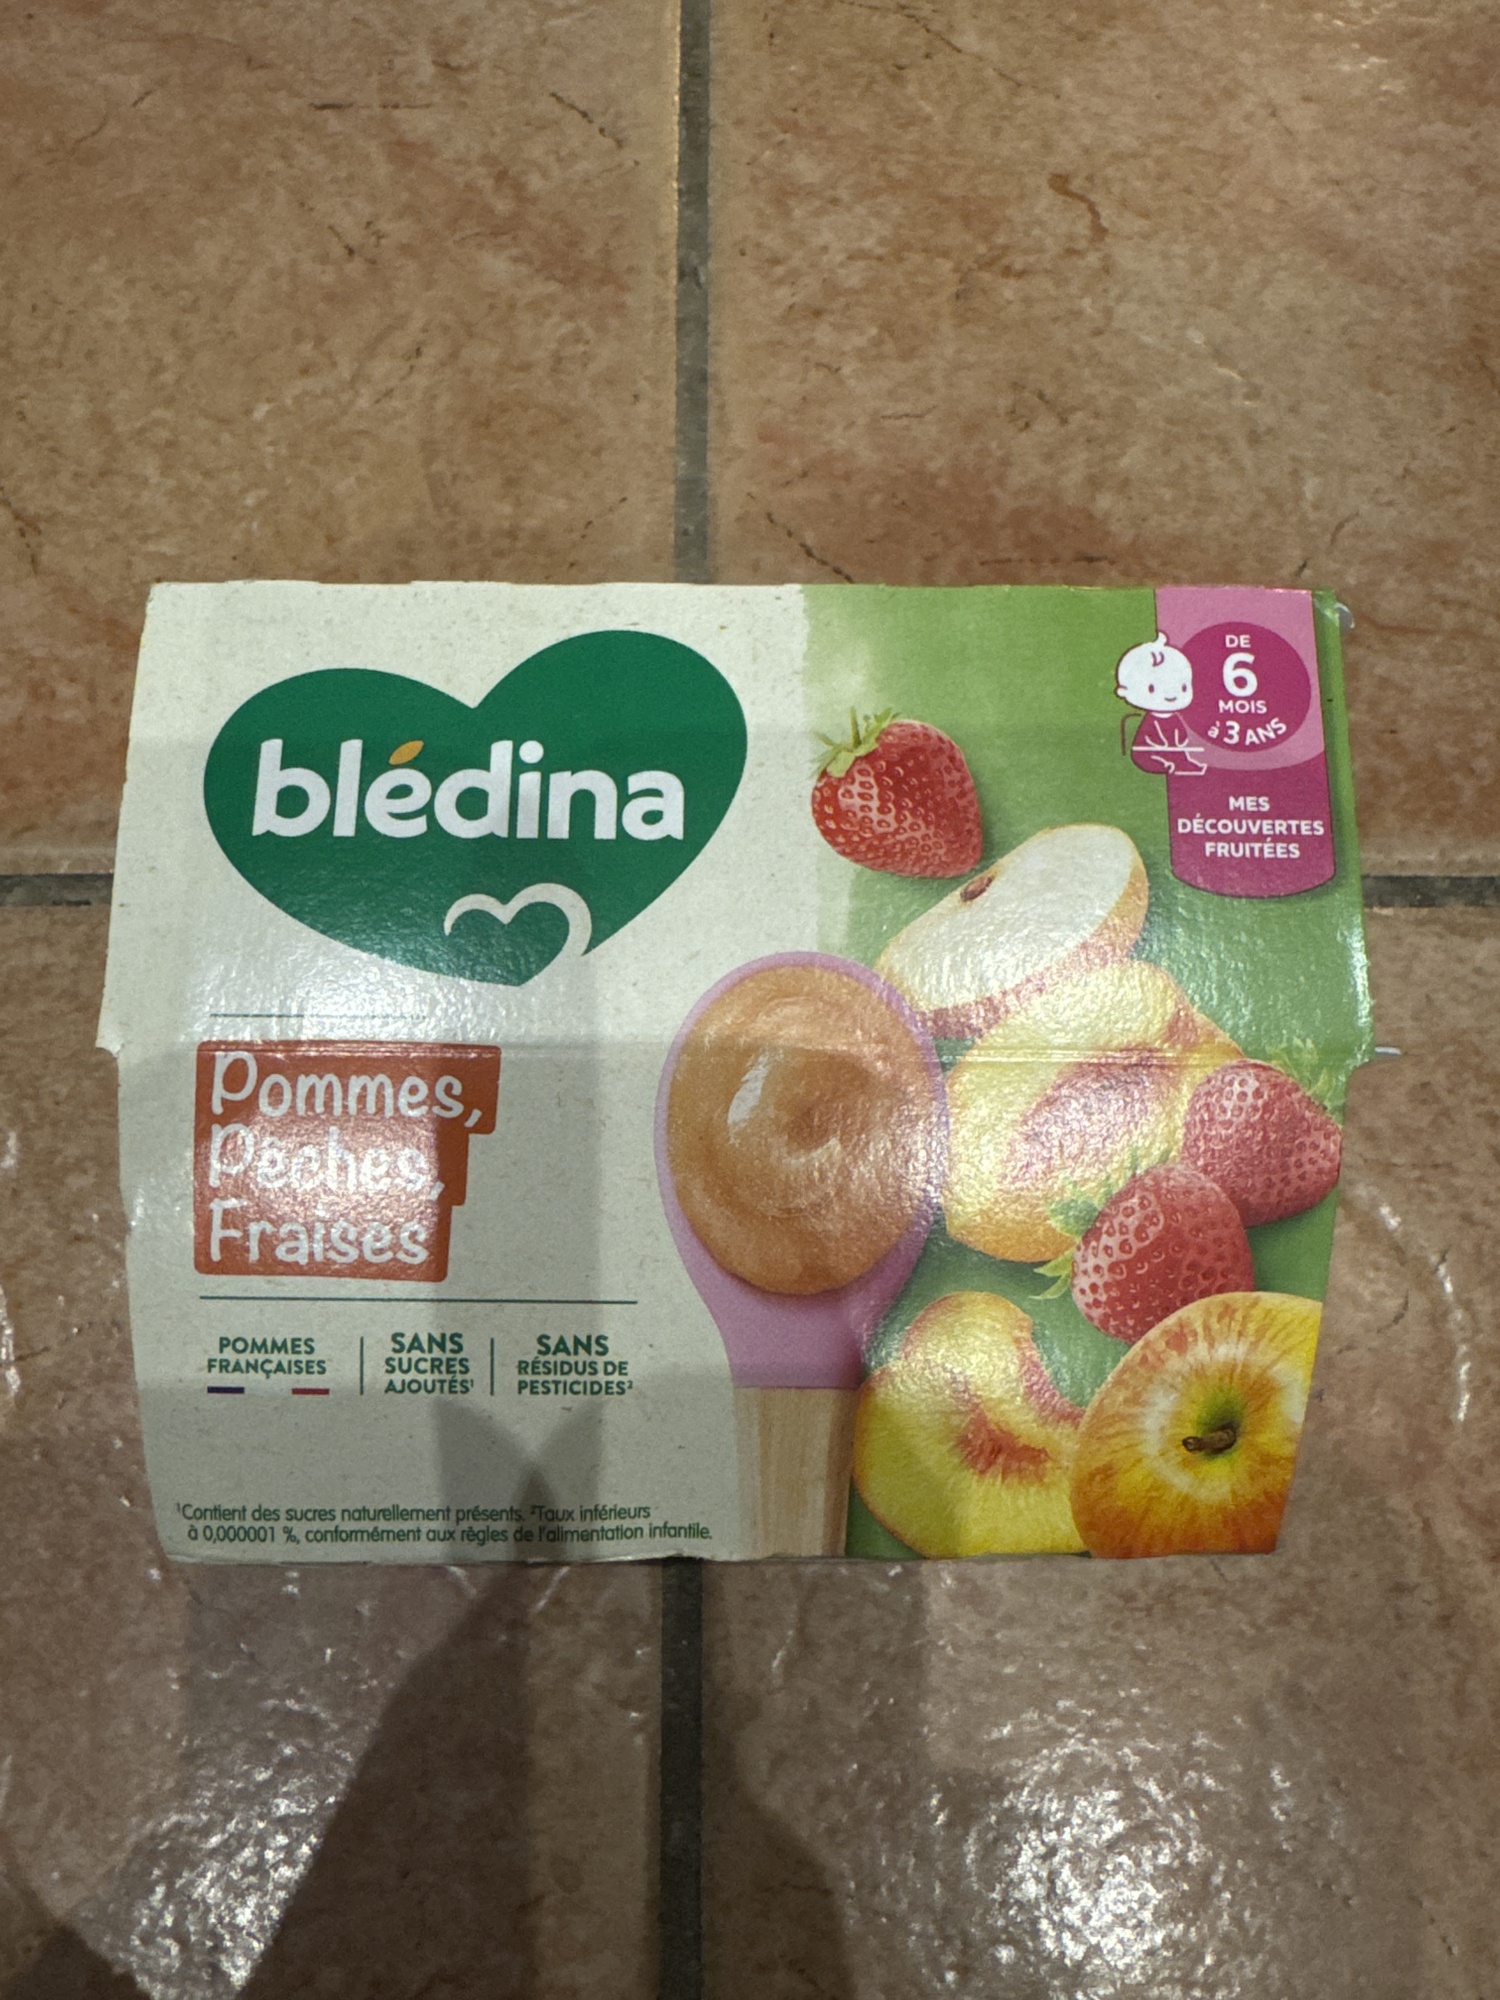 blédina
DE
6
MOIS
à 3 ANS
MES
DÉCOUVERTES
FRUITÉES
Pommes,
Pêches,
Fraises
POMMES
FRANÇAISES
SANS
SUCRES
AJOUTÉS¹
SANS
RÉSIDUS DE
PESTICIDES²
¹Contient des sucres naturellement présents. ²Taux inférieurs
à 0,000001 %, conformément aux règles de l'alimentation infantile.